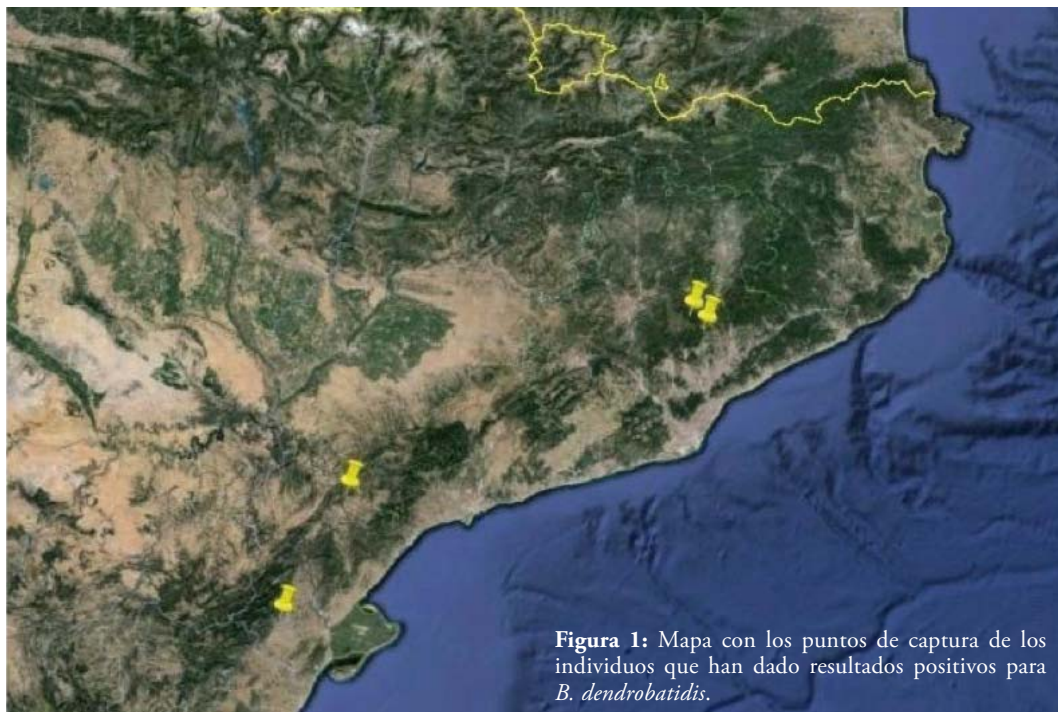 Figura 1: Mapa con los puntos de captura de los
individuos que han dado resultados positivos para
B. dendrobatidis.